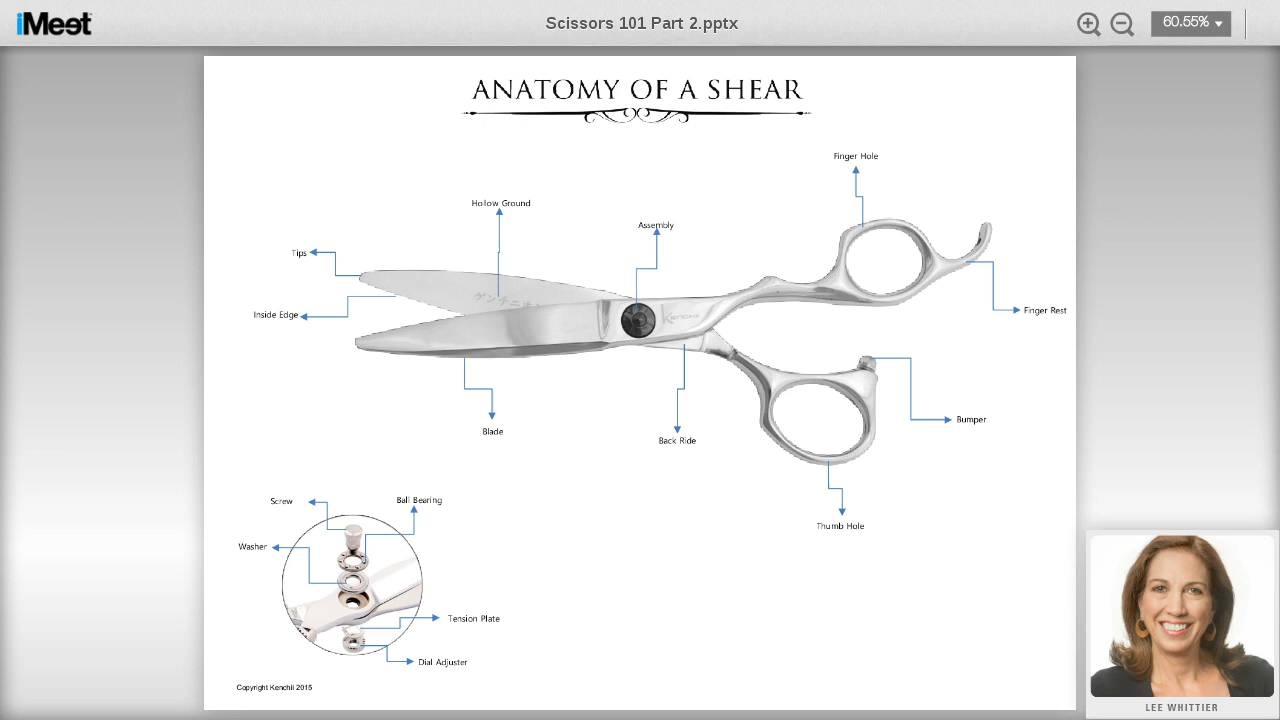 iMeet
Scissors 101 Part 2.pptx
60.55%
ANATOMY OF A SHEAR
Finger Hole
Hollow Ground
Assembly
Tips
Inside Edge
Finger Rest
KENCHII
Blade
Back Ride
Bumper
Thumb Hole
Screw
Ball Bearing
Washer
Tension Plate
Dial Adjuster
Copyright Kenchii 2015
LEE WHITTIER